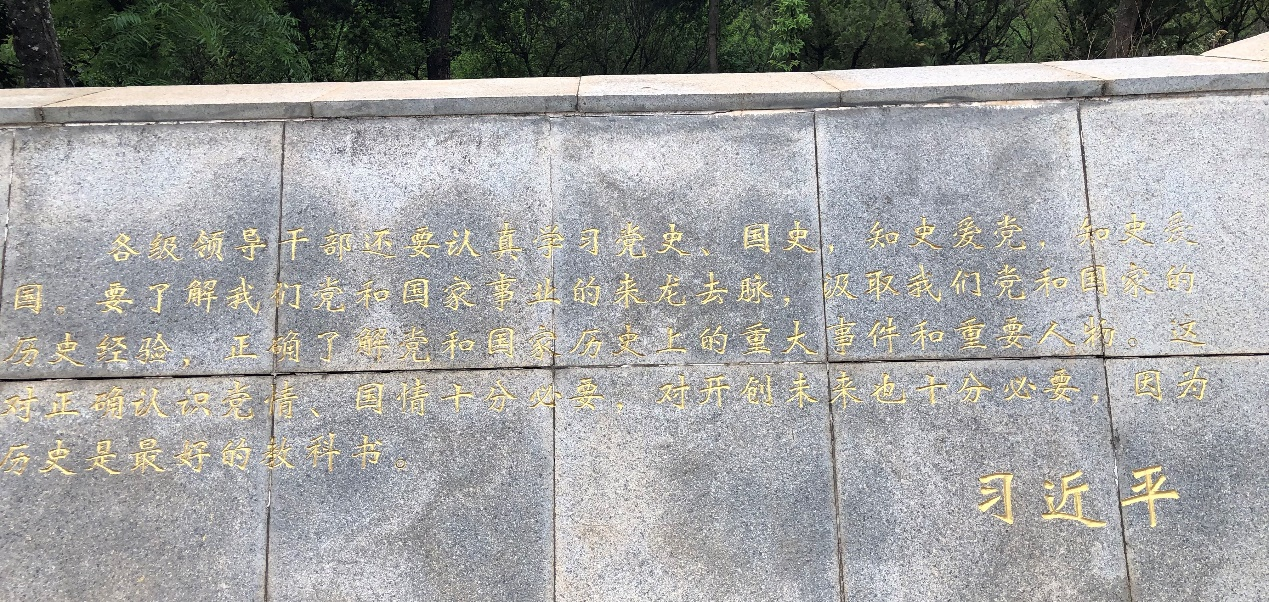 各级领导干部还要认真学习党史、国史，知史爱党，知史爱
国。要了解我们党和国家事业的来龙去脉，汲取我们党和国家的
历史经验，正确了解党和国家历史上的重大事件和重要人物。这
对正确认识党情、国情十分必要，对开创未来也十分必要，因为
历史是最好的教科书。
习近平